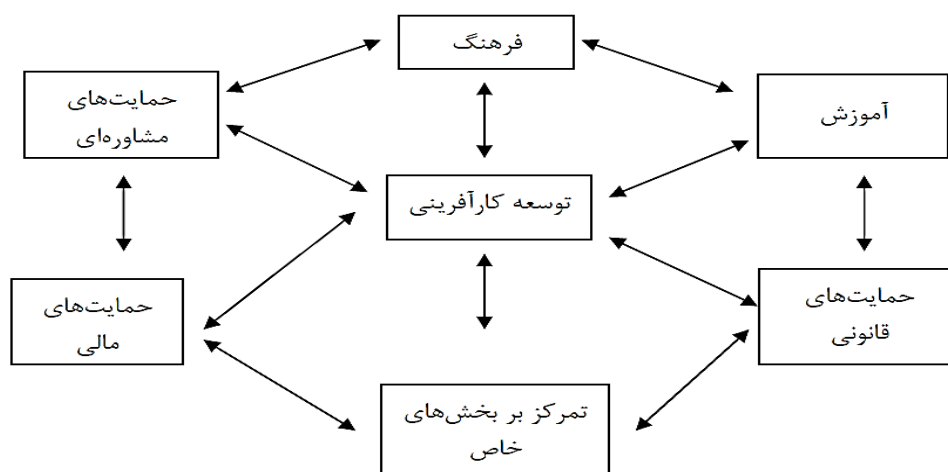 فرهنگ
حمایت‌های
مشاوره‌ای
آموزش
توسعه کارآفرینی
حمایت‌های
مالی
حمایت‌های
قانونی
تمرکز بر بخش‌های
خاص